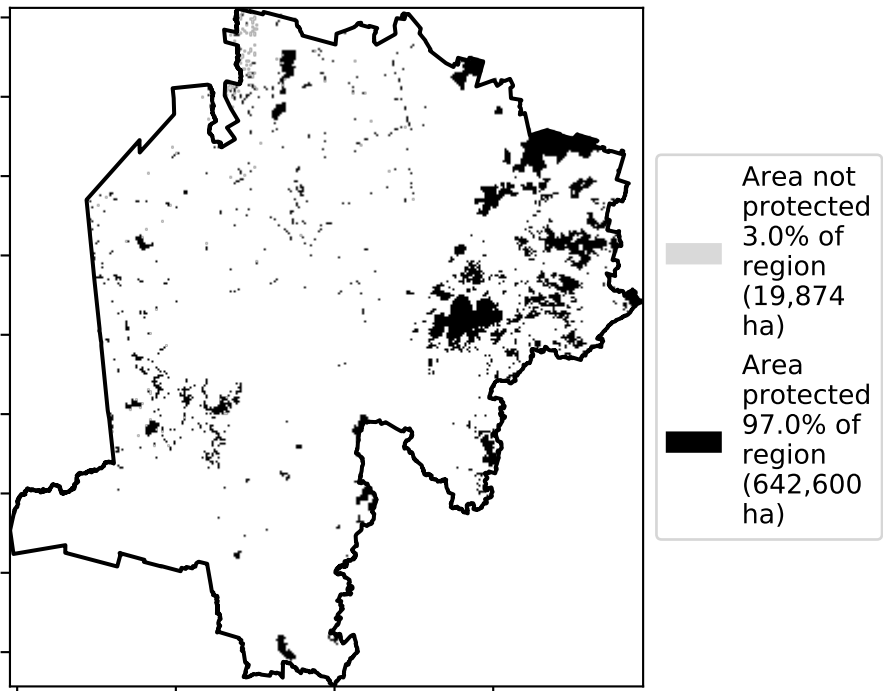 Area not
protected
3.0% of
region
(19,874
ha)
Area
protected
97.0% of
region
(642,600
ha)